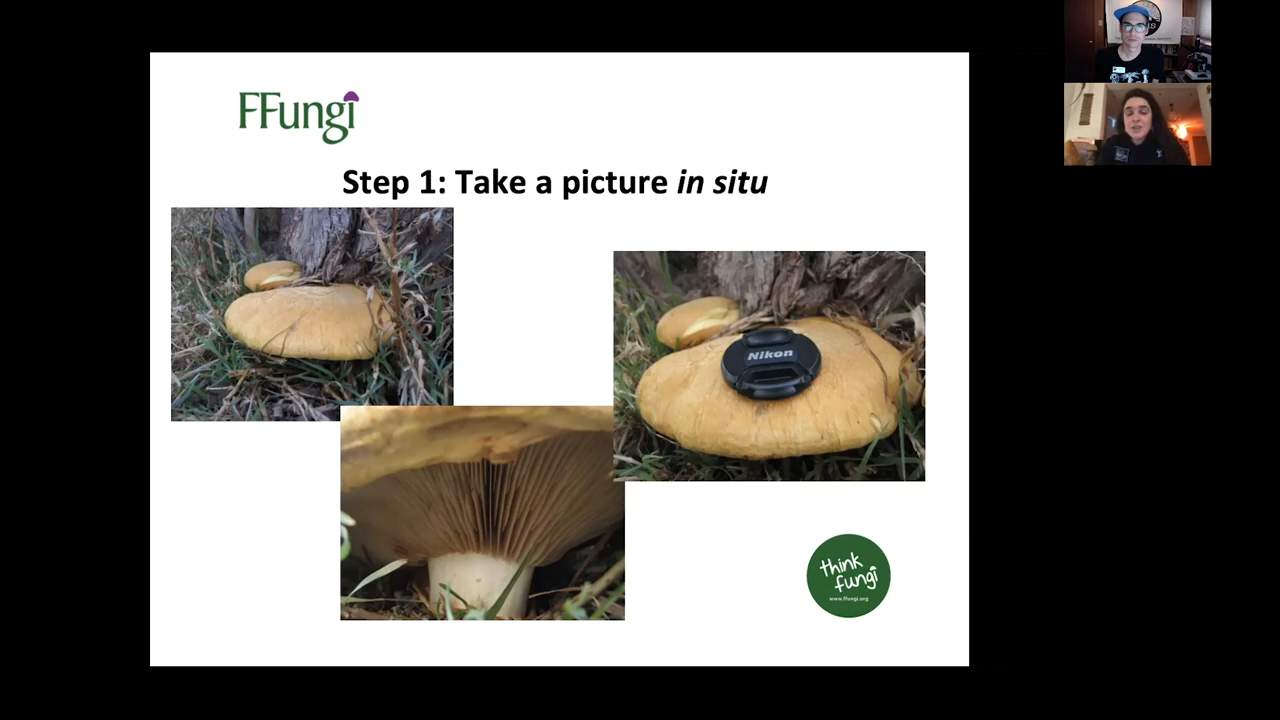 FFungi
Step 1: Take a picture in situ
Nikon
think
fungi
www.ffungi.org